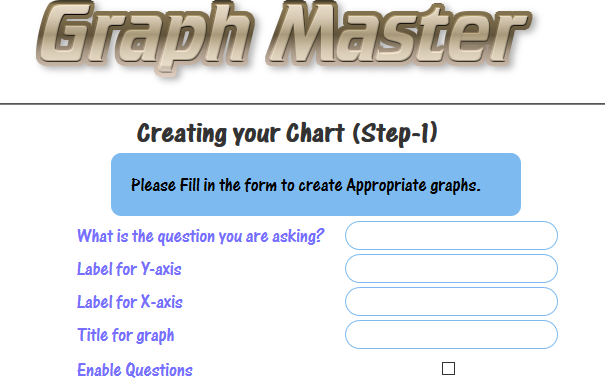 Graph Master
Creating your Chart (Step-1)
Please Fill in the form to create Appropriate graphs.
What is the question you are asking?
Label for Y-axis
Label for X-axis
Title for graph
Enable Questions